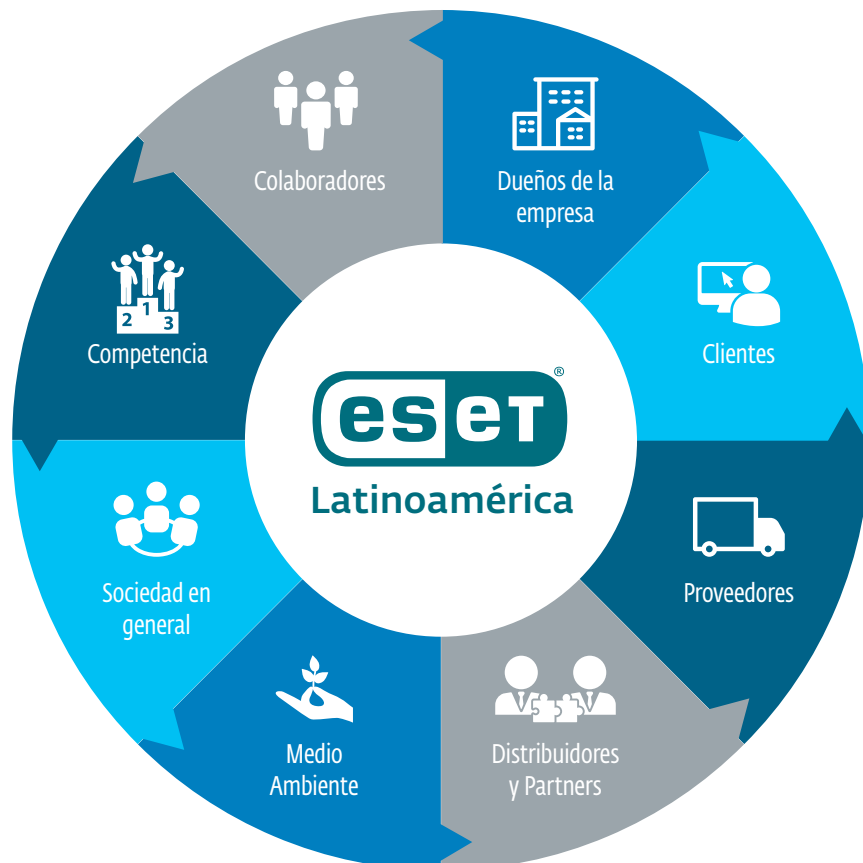 Colaboradores
Dueños de la
empresa
Clientes
Proveedores
Distribuidores
y Partners
Medio
Ambiente
Sociedad en
general
Competencia
2 1 3
eseT®
Latinoamérica